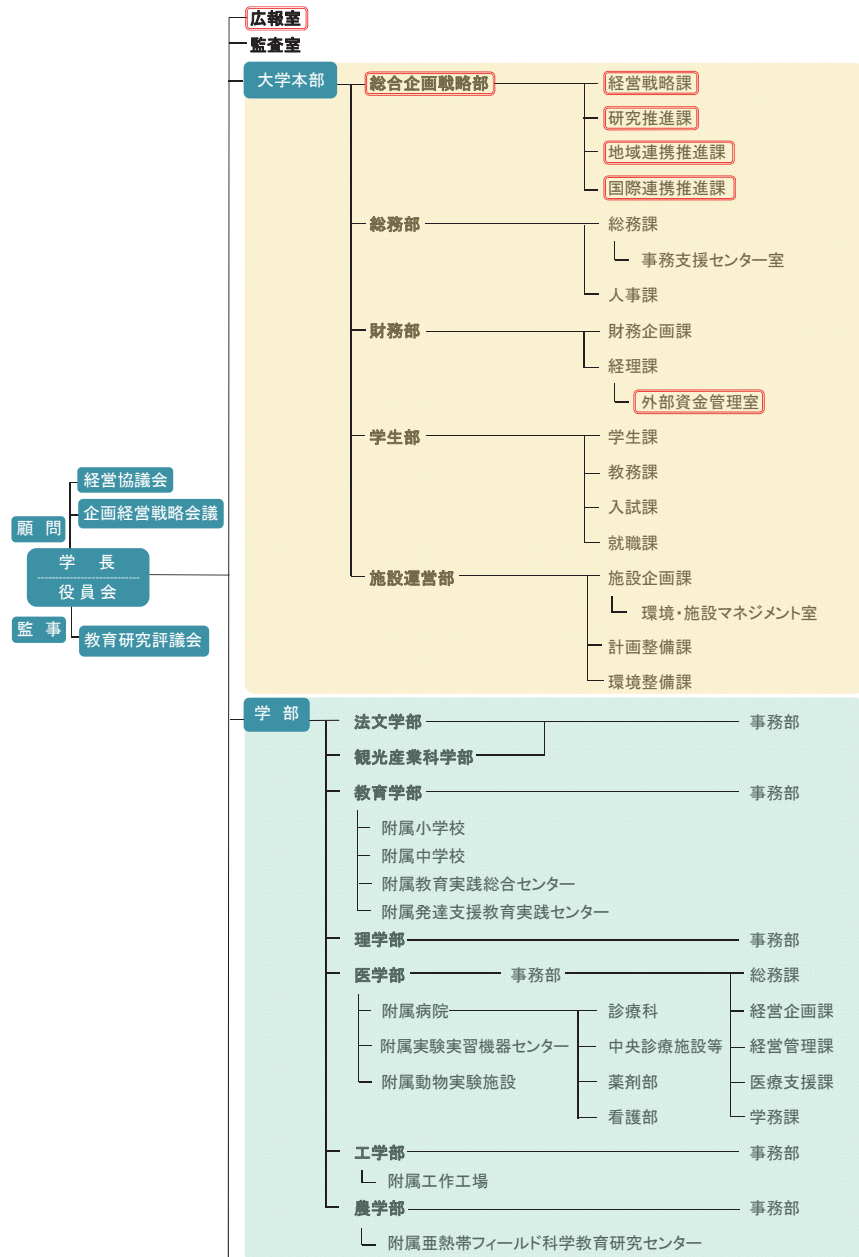 広報室
監査室
大学本部
総合企画戦略部
経営戦略課
研究推進課
地域連携推進課
国際連携推進課
総務部
総務課
事務支援センター室
人事課
財務部
財務企画課
経理課
外部資金管理室
学生部
学生課
教務課
入試課
就職課
施設運営部
施設企画課
環境・施設マネジメント室
計画整備課
環境整備課
経営協議会
企画経営戦略会議
顧 問
学 長
役員会
監 事
教育研究評議会
学 部
法文学部
事務部
観光産業科学部
教育学部
事務部
附属小学校
附属中学校
附属教育実践総合センター
附属発達支援教育実践センター
理学部
事務部
医学部
事務部
総務課
附属病院
診療科
経営企画課
附属実験実習機器センター
中央診療施設等
経営管理課
附属動物実験施設
薬剤部
医療支援課
看護部
学務課
工学部
事務部
附属工作工場
農学部
事務部
附属亜熱帯フィールド科学教育研究センター